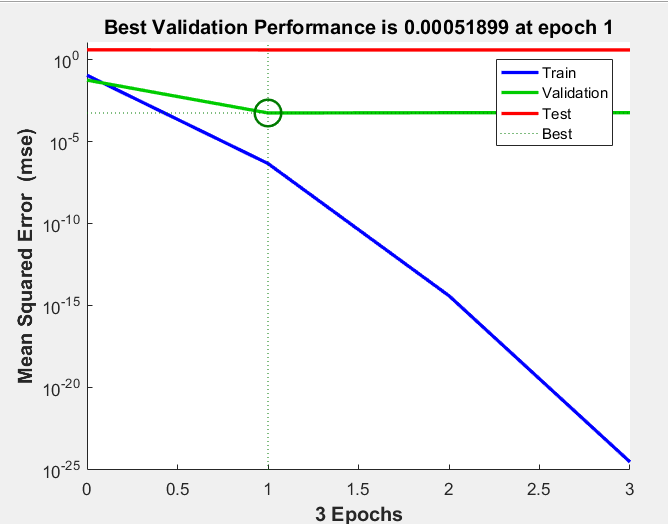 Best Validation Performance is 0.00051899 at epoch 1
Mean Squared Error  (mse)
10^0
10^-5
10^-10
10^-15
10^-20
10^-25
Train
Validation
Test
Best
0 0.5 1 1.5 2 2.5 3
3 Epochs